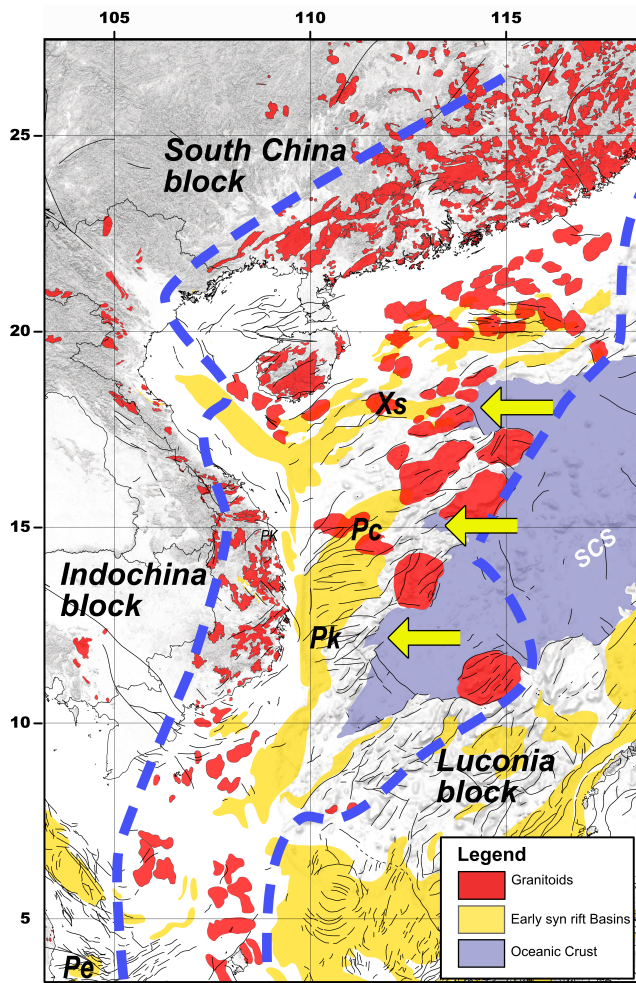 105
110
115
25
South China
block
20
Xs
15
PK
Pc
SCS
Indochina
block
Pk
10
Luconia
block
Legend
Granitoids
Early syn rift Basins
Oceanic Crust
5
Pe